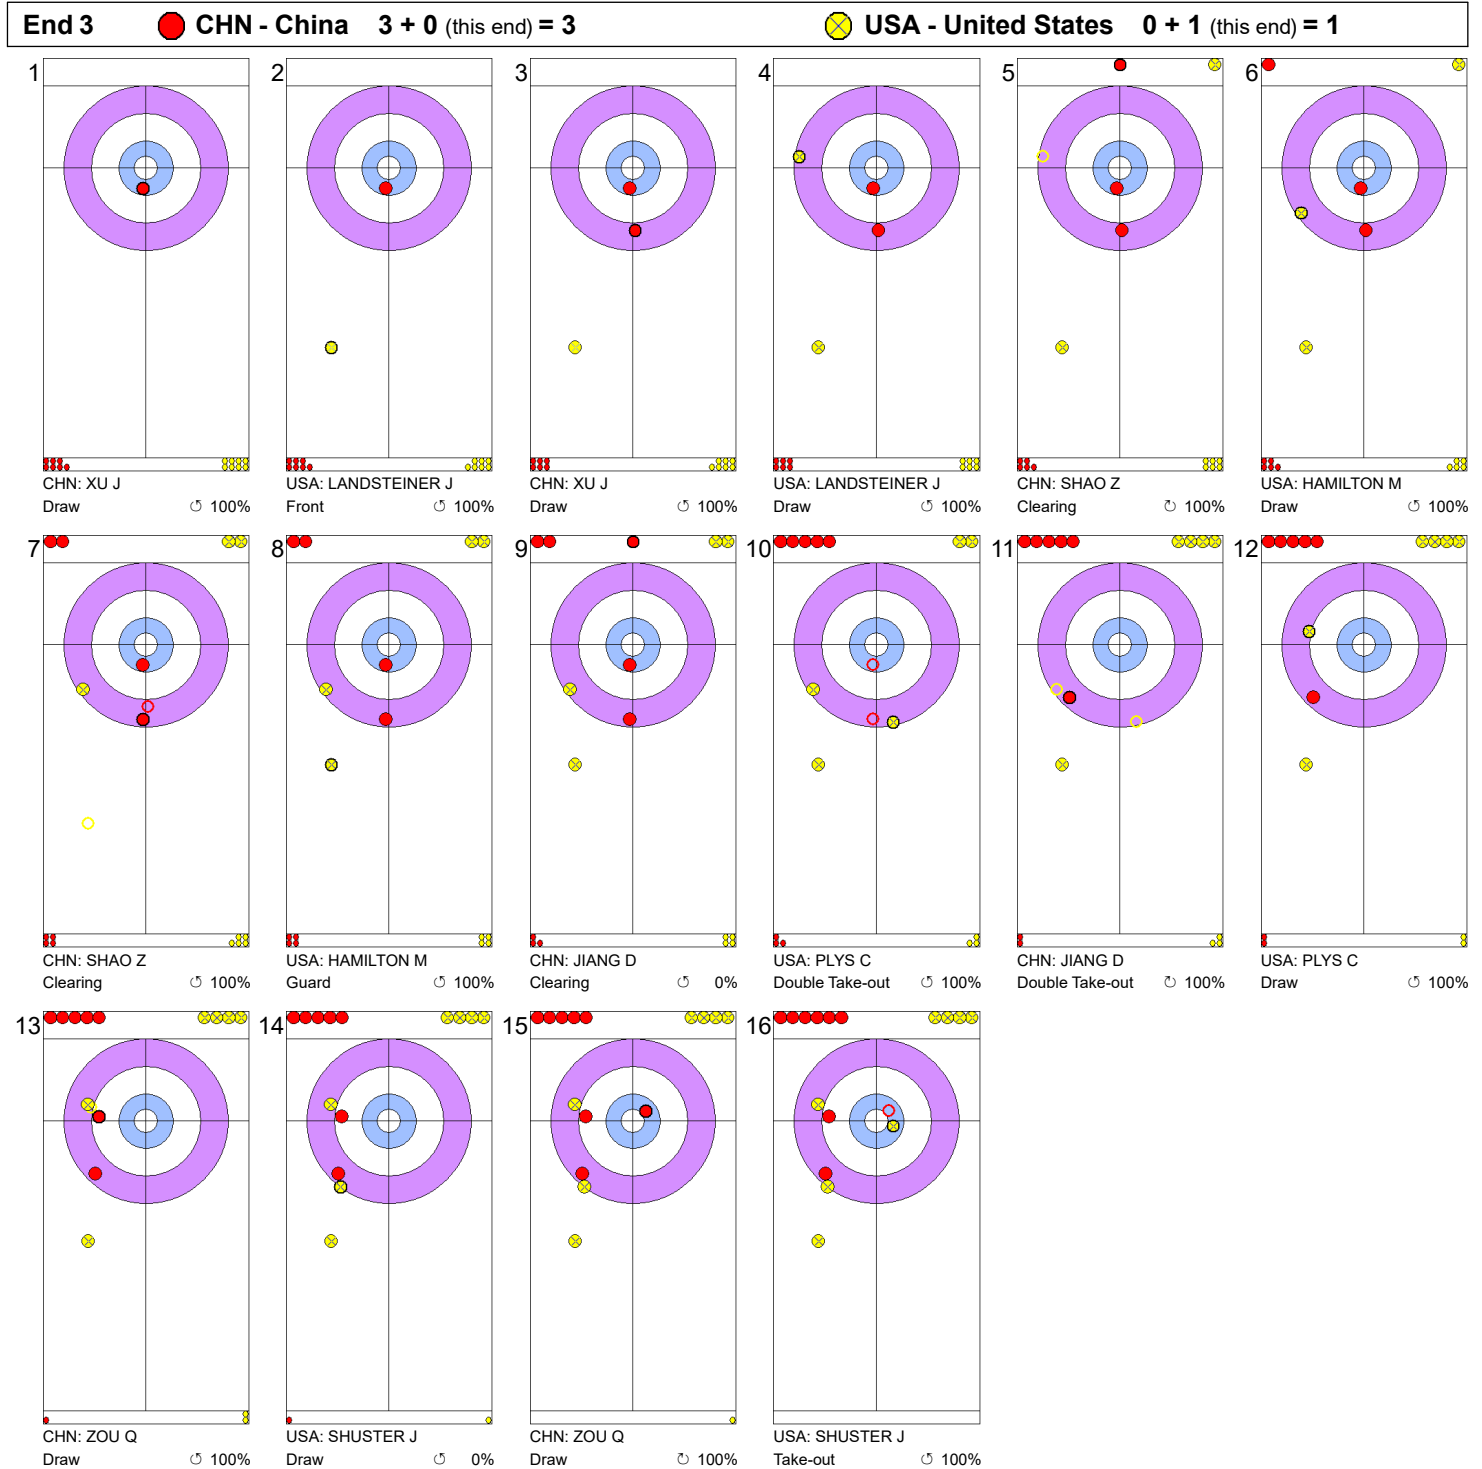 End 3 CHN - China 3 + 0 (this end) = 3 USA - United States 0 + 1 (this end) = 1
1 2 3 4 5 6
CHN: XU J USA: LANDSTEINER J CHN: XU J USA: LANDSTEINER J CHN: SHAO Z USA: HAMILTON M
Draw 100% Front 100% Draw 100% Draw 100% Clearing 100% Draw 100%
7 8 9 10 11 12
CHN: SHAO Z USA: HAMILTON M CHN: JIANG D USA: PLYS C CHN: JIANG D USA: PLYS C
Clearing 100% Guard 100% Clearing 0% Double Take-out 100% Double Take-out 100% Draw 100%
13 14 15 16
CHN: ZOU Q USA: SHUSTER J CHN: ZOU Q USA: SHUSTER J
Draw 100% Draw 0% Draw 100% Take-out 100%